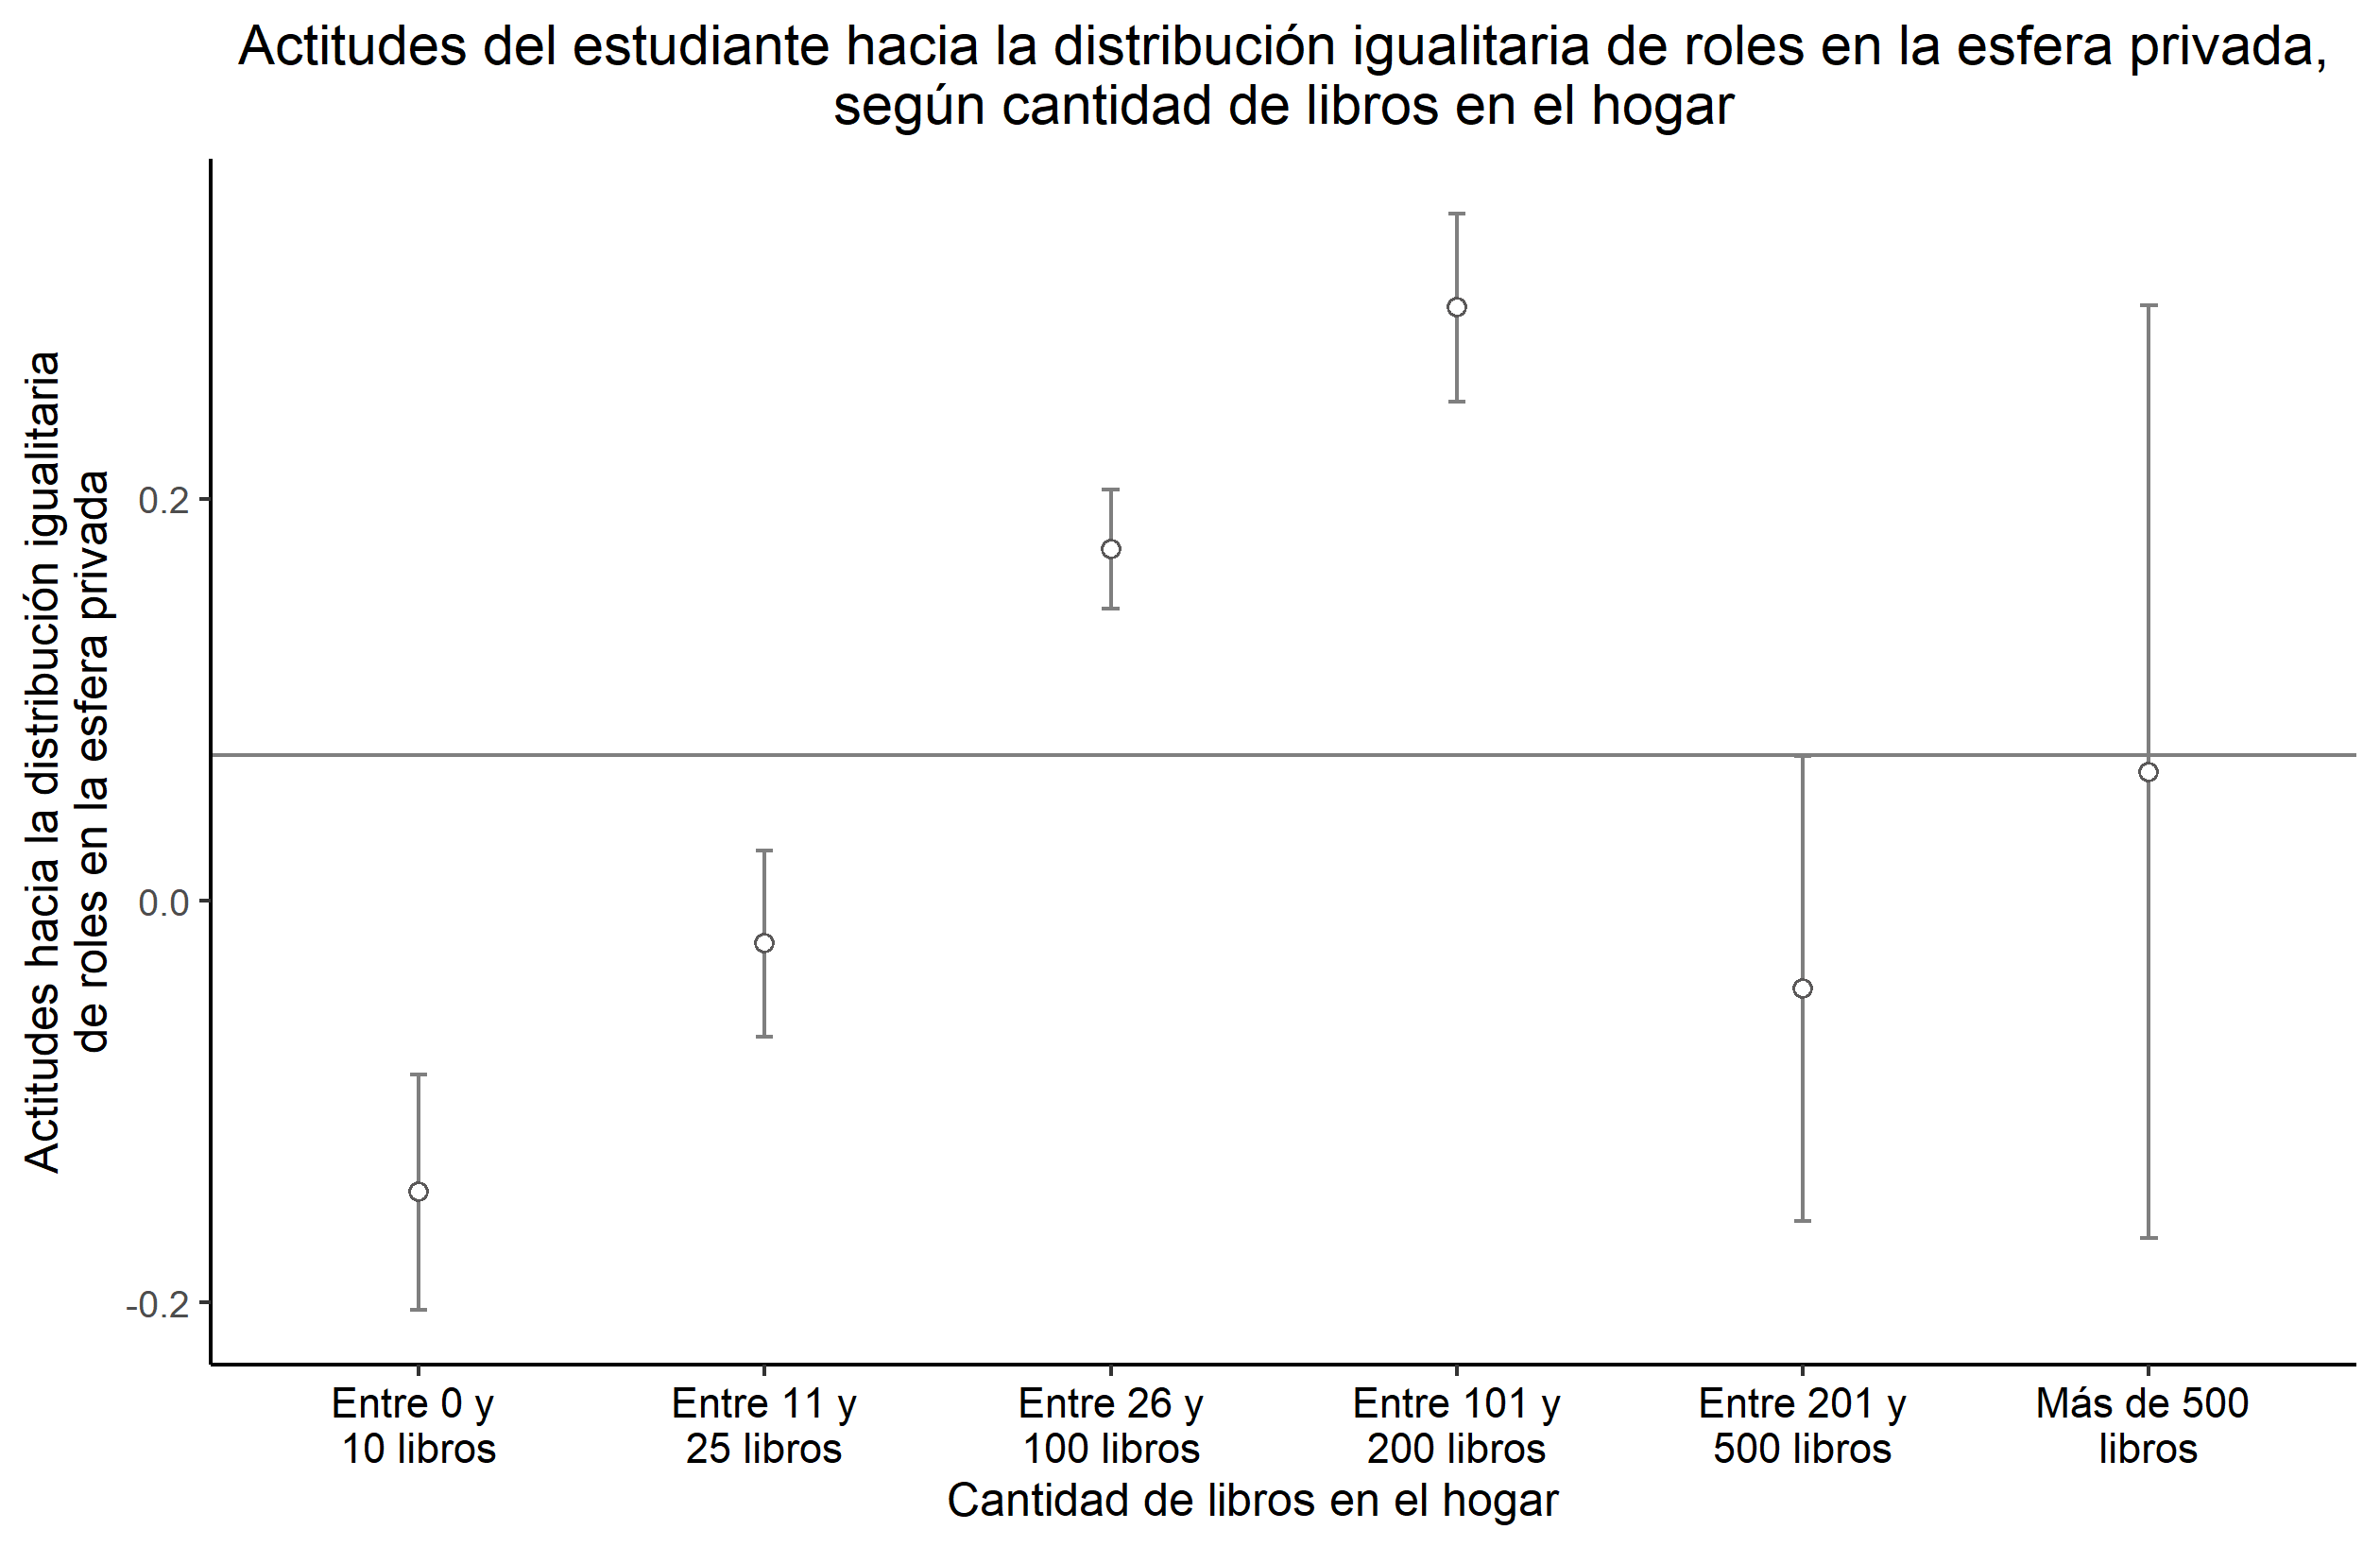 Actitudes del estudiante hacia la distribución igualitaria de roles en la esfera privada,
según cantidad de libros en el hogar
Actitudes hacia la distribución igualitaria
de roles en la esfera privada
0.2
0.0
-0.2
Entre 0 y
10 libros
Entre 11 y
25 libros
Entre 26 y
100 libros
Entre 101 y
200 libros
Entre 201 y
500 libros
Más de 500
libros
Cantidad de libros en el hogar